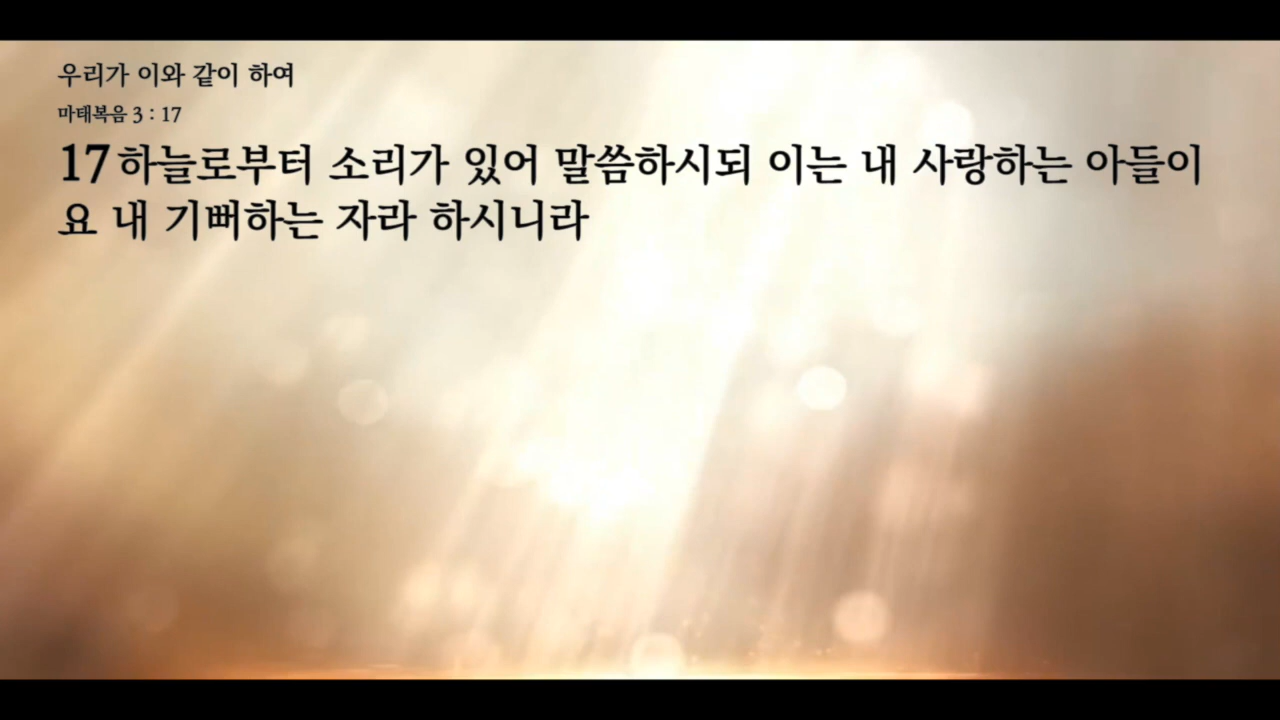 우리가 이와 같이 하여
마태복음 3 : 17
17 하늘로부터 소리가 있어 말씀하시되 이는 내 사랑하는 아들이
요 내 기뻐하는 자라 하시니라